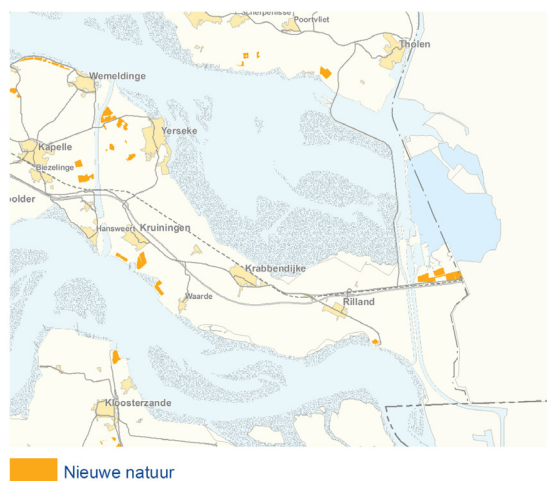 Scherpenisse
Poortvliet
Tholen
Wemeldinge
Yerseke
Kapelle
Biezelinge
polder
Hansweert
Kruiningen
Krabbendijke
Waarde
Rilland
Kloosterzande
Nieuwe natuur